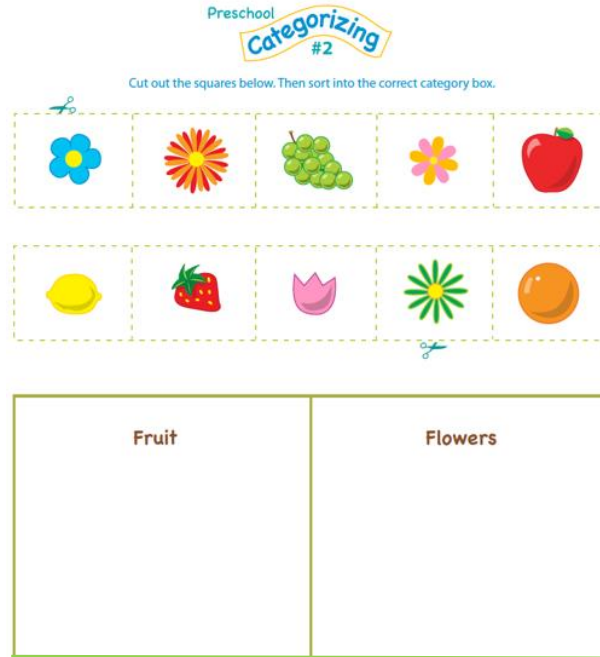 Preschool
Categorizing
#2
Cut out the squares below. Then sort into the correct category box.
Fruit
Flowers